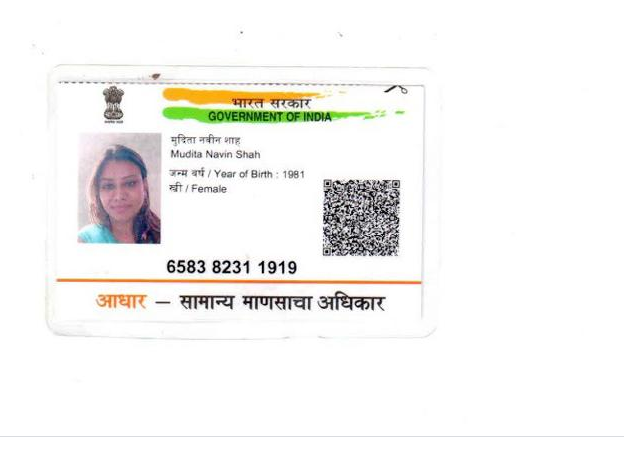 भारत सरकार
GOVERNMENT OF INDIA
मुदिता नवीन शाह
Mudita Navin Shah
जन्म वर्ष / Year of Birth : 1981
स्त्री / Female
6583 8231 1919
आधार — सामान्य माणसाचा अधिकार